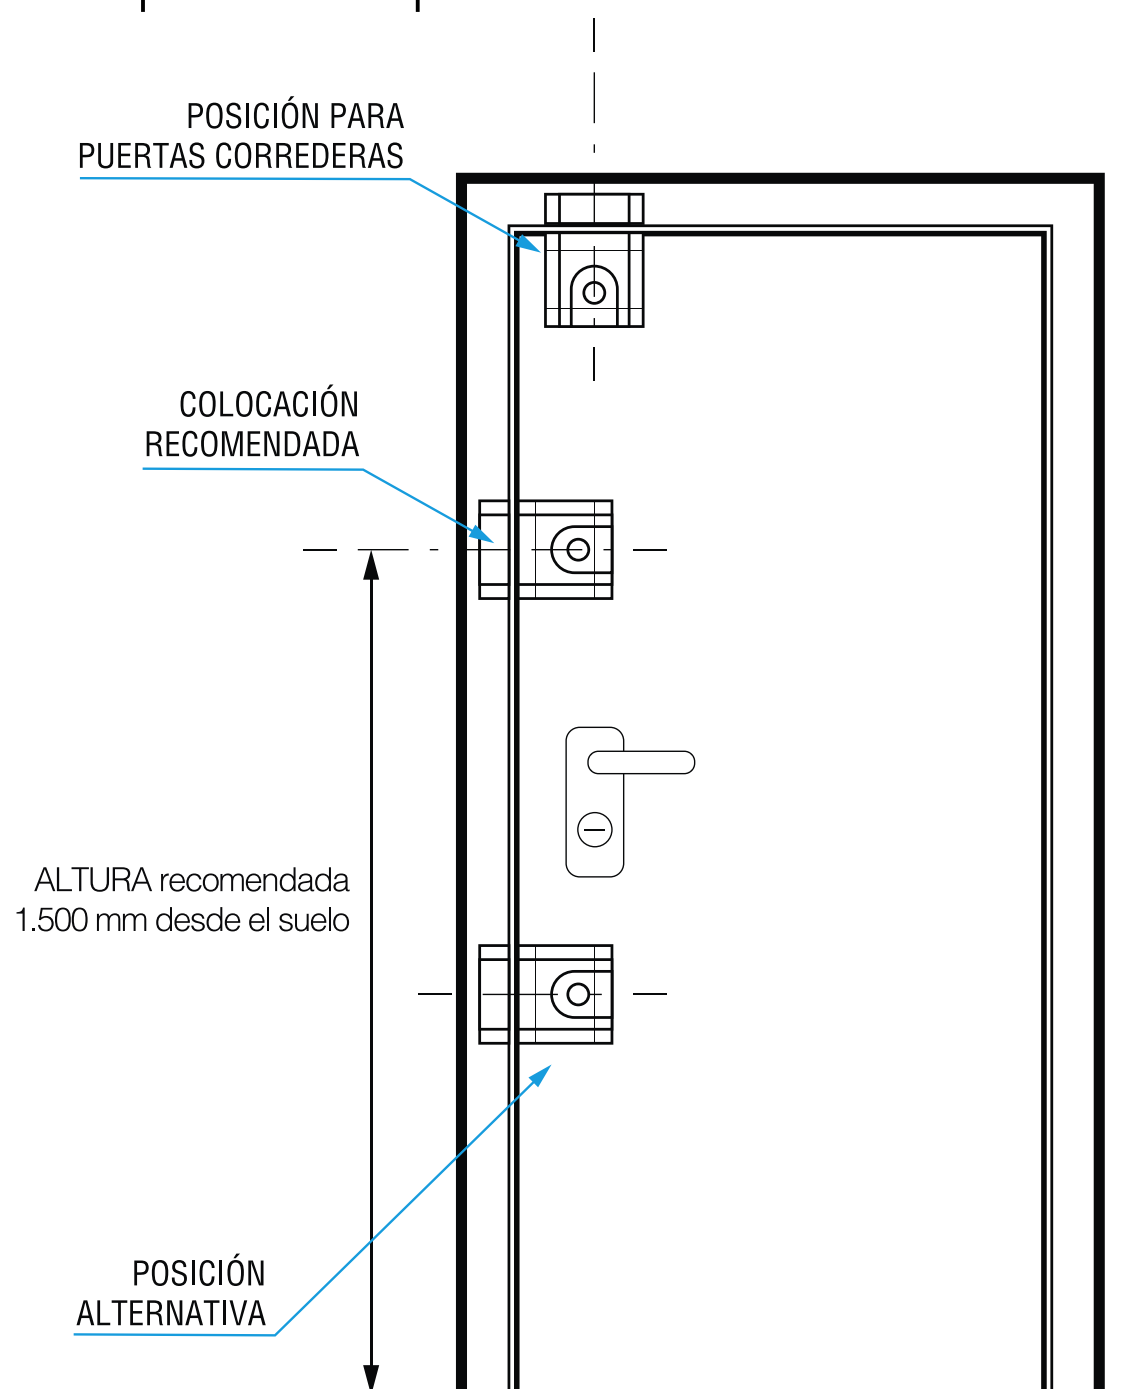 POSICIÓN PARA
PUERTAS CORREDERAS
COLOCACIÓN
RECOMENDADA
ALTURA recomendada
1.500 mm desde el suelo
POSICIÓN
ALTERNATIVA